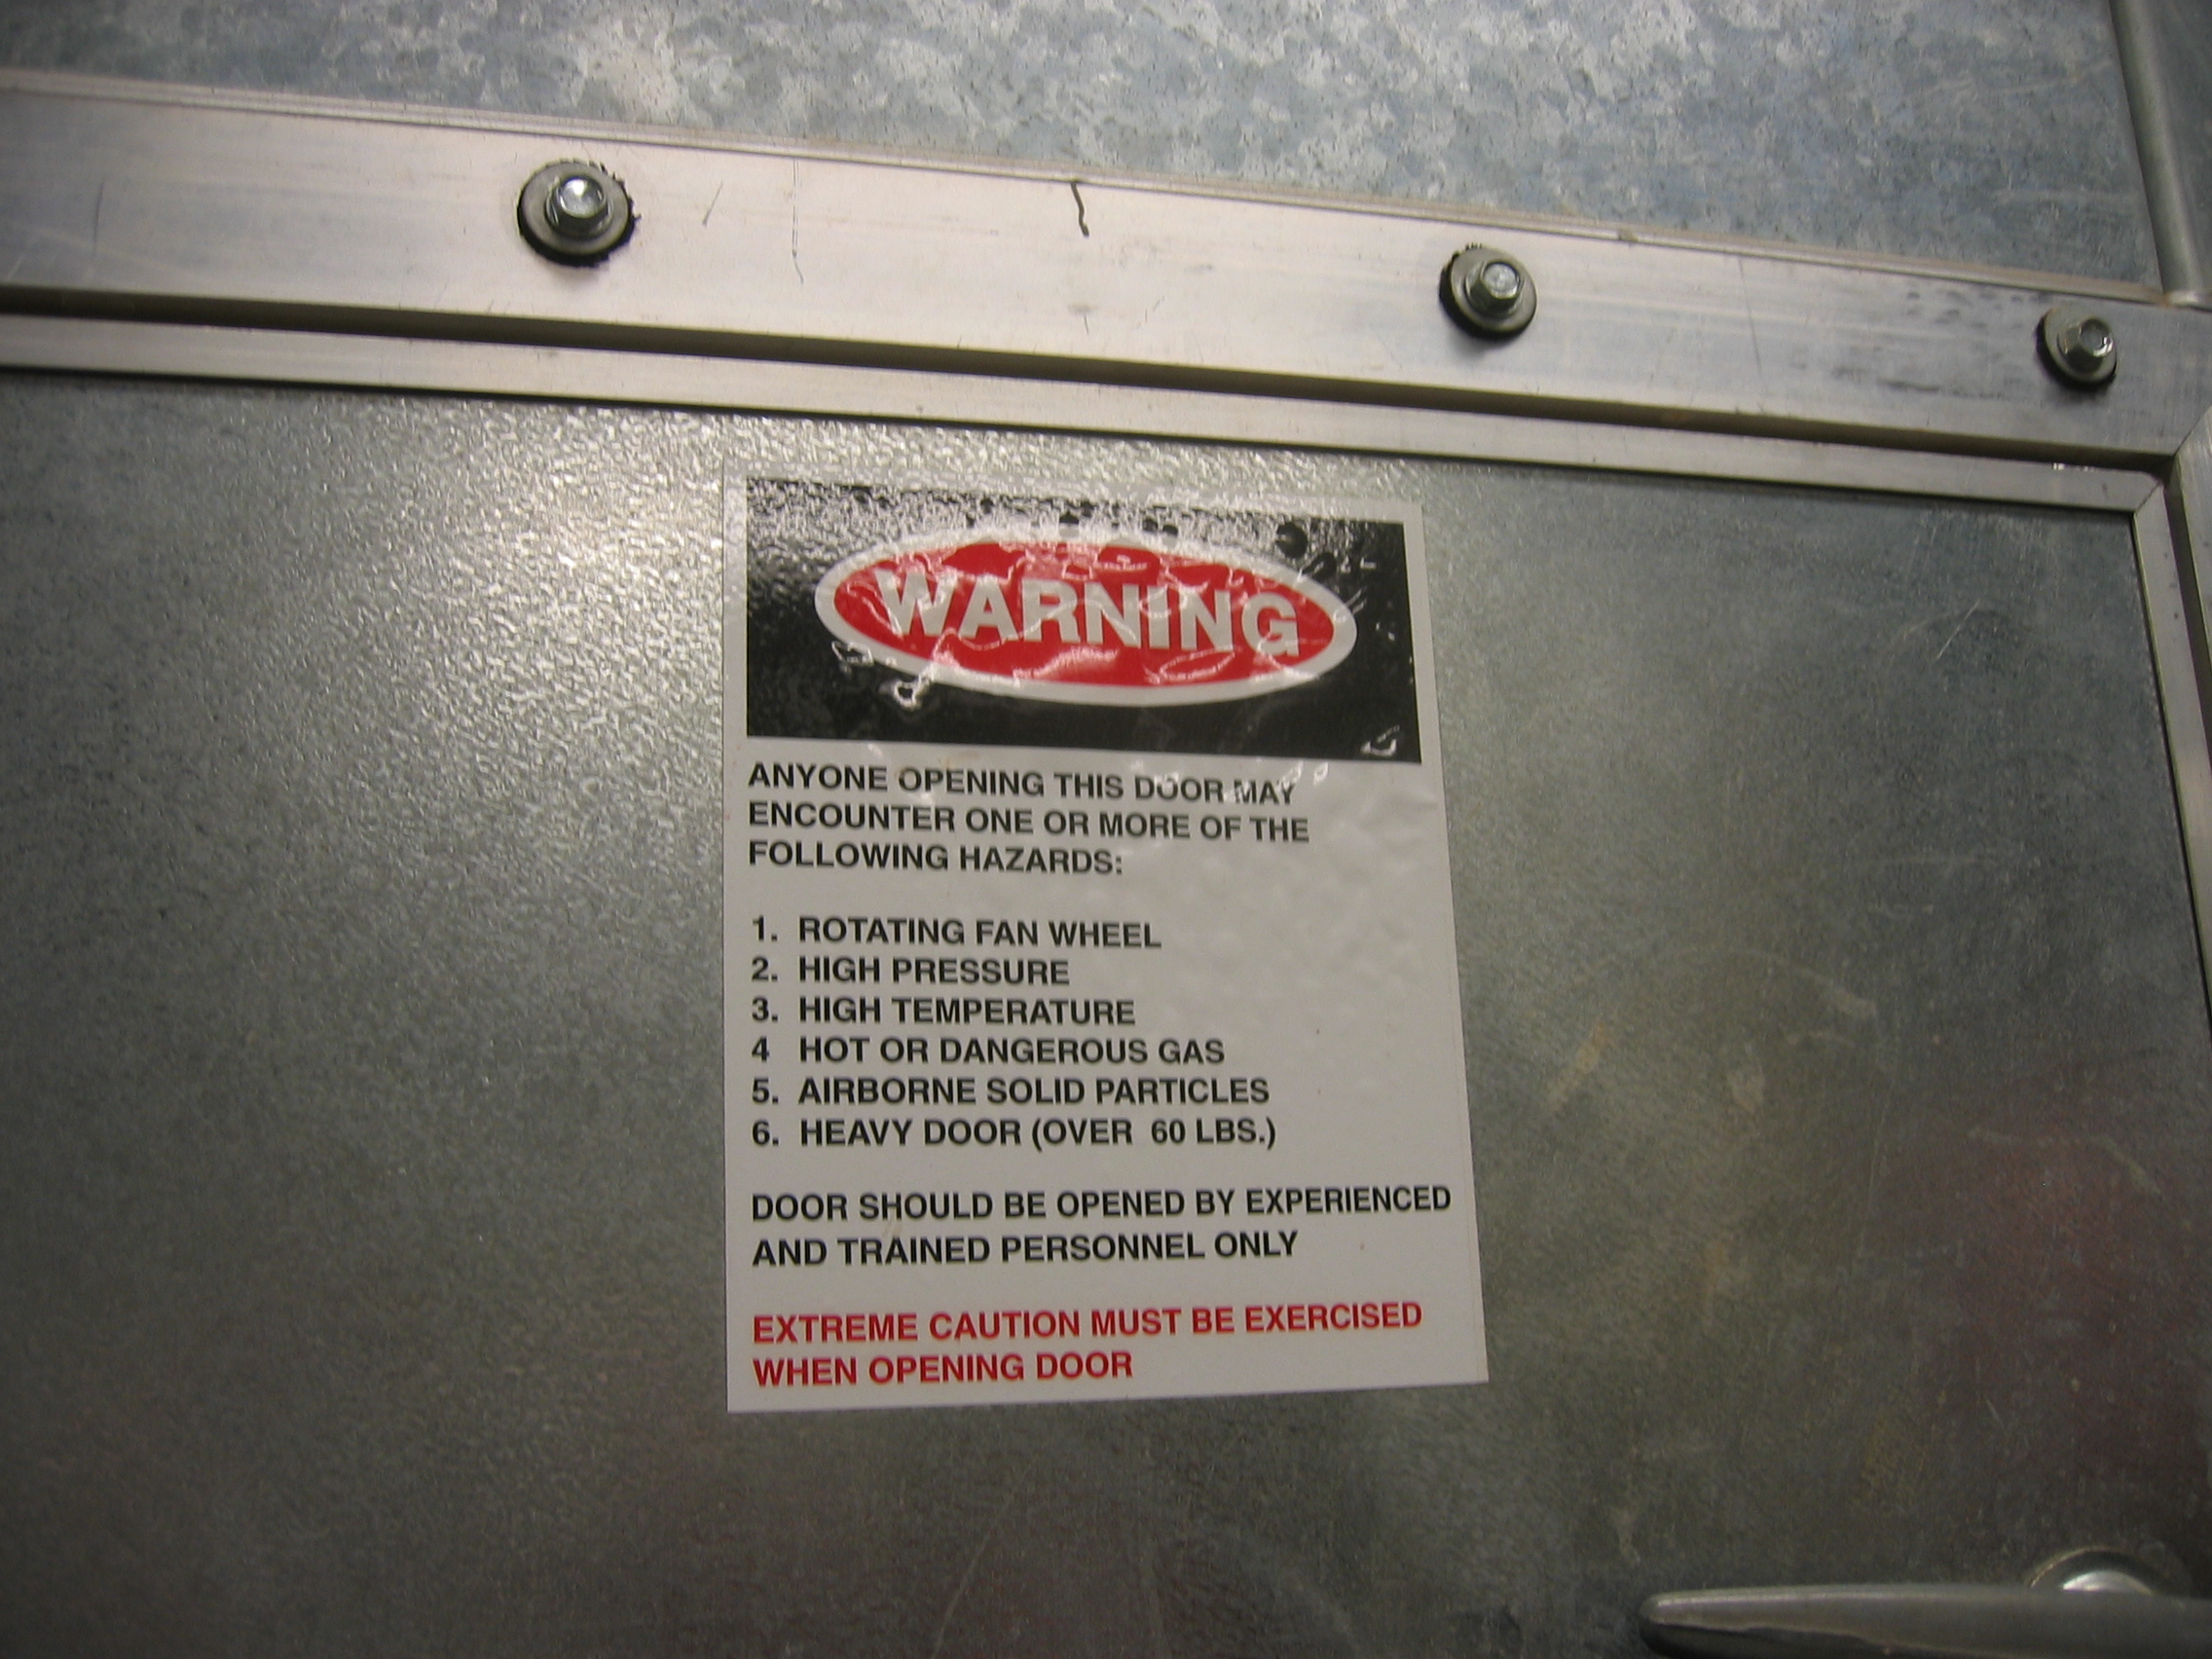 WARNING
ANYONE OPENING THIS DOOR MAY
ENCOUNTER ONE OR MORE OF THE
FOLLOWING HAZARDS:
1. ROTATING FAN WHEEL
2. HIGH PRESSURE
3. HIGH TEMPERATURE
4 HOT OR DANGEROUS GAS
5. AIRBORNE SOLID PARTICLES
6. HEAVY DOOR (OVER 60 LBS.)
DOOR SHOULD BE OPENED BY EXPERIENCED
AND TRAINED PERSONNEL ONLY
EXTREME CAUTION MUST BE EXERCISED
WHEN OPENING DOOR